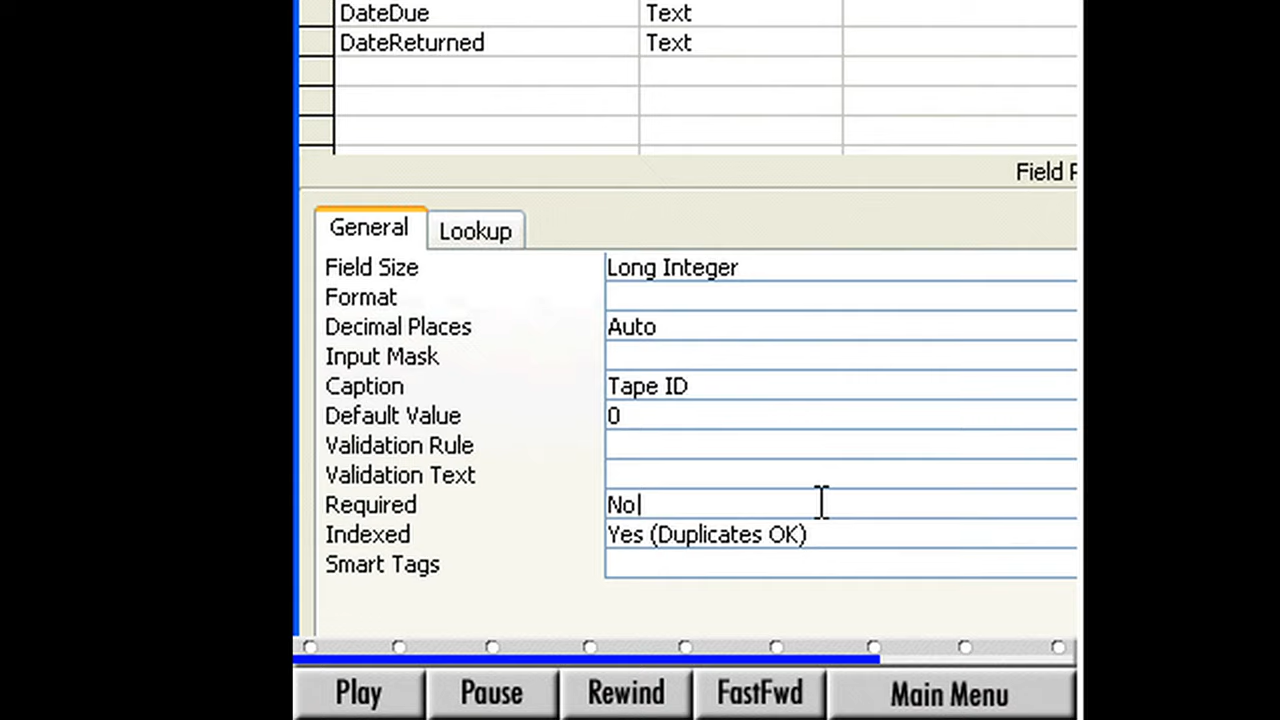 DateDue Text
DateReturned Text
Field
General Lookup
Field Size Long Integer
Format
Decimal Places Auto
Input Mask
Caption Tape ID
Default Value 0
Validation Rule
Validation Text
Required No
Indexed Yes (Duplicates OK)
Smart Tags
Play Pause Rewind FastFwd Main Menu